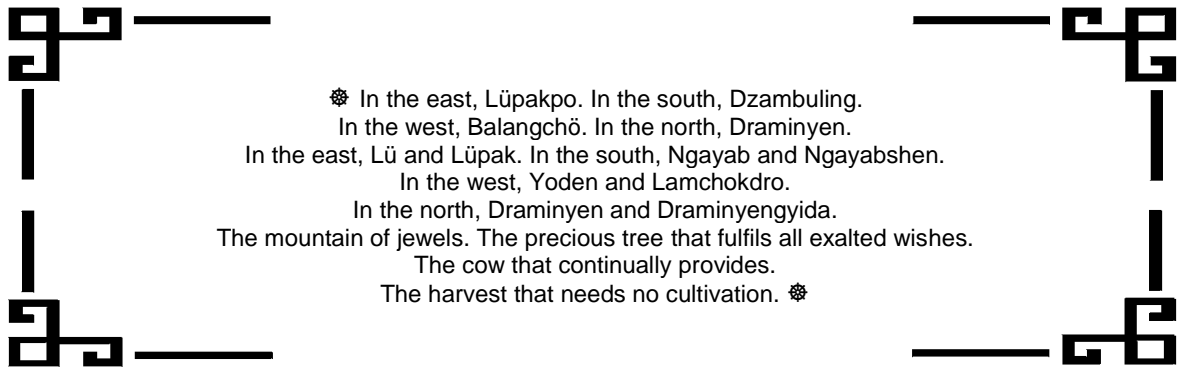 ☸ In the east, Lüpakpo. In the south, Dzambuling.
In the west, Balangchö. In the north, Draminyen.
In the east, Lü and Lüpak. In the south, Ngayab and Ngayabshen.
In the west, Yoden and Lamchokdro.
In the north, Draminyen and Draminyengyida.
The mountain of jewels. The precious tree that fulfils all exalted wishes.
The cow that continually provides.
The harvest that needs no cultivation. ☸